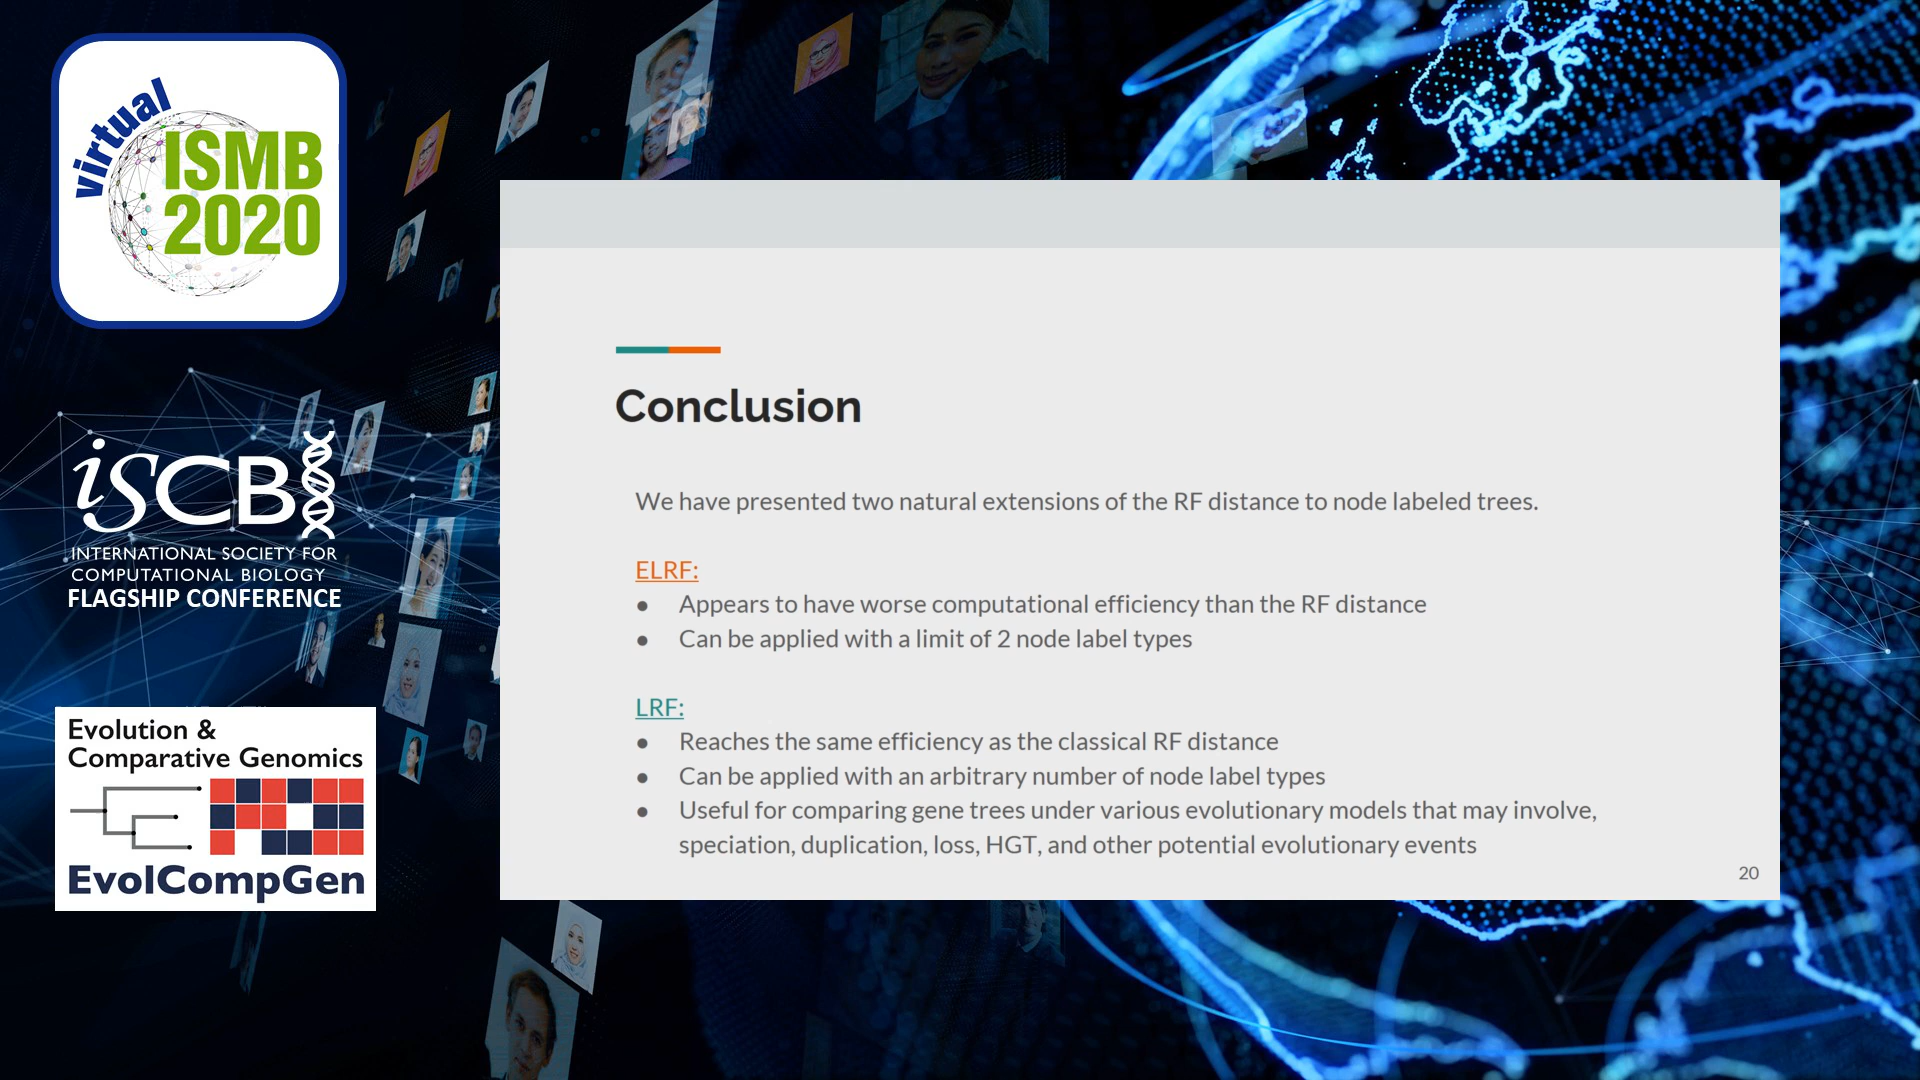 virtual
ISMB
2020
iSCB
INTERNATIONAL SOCIETY FOR
COMPUTATIONAL BIOLOGY
FLAGSHIP CONFERENCE
Evolution &
Comparative Genomics
EvolCompGen
Conclusion
We have presented two natural extensions of the RF distance to node labeled trees.
ELRF:
● Appears to have worse computational efficiency than the RF distance
● Can be applied with a limit of 2 node label types
LRF:
● Reaches the same efficiency as the classical RF distance
● Can be applied with an arbitrary number of node label types
● Useful for comparing gene trees under various evolutionary models that may involve,
speciation, duplication, loss, HGT, and other potential evolutionary events
20